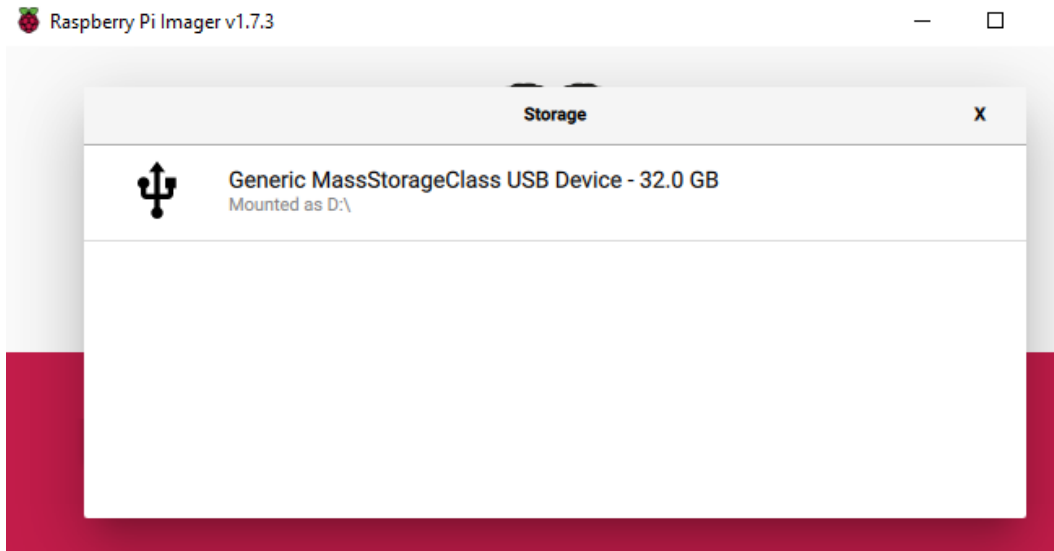 Raspberry Pi Imager v1.7.3
Storage
X
Generic MassStorageClass USB Device - 32.0 GB
Mounted as D:\